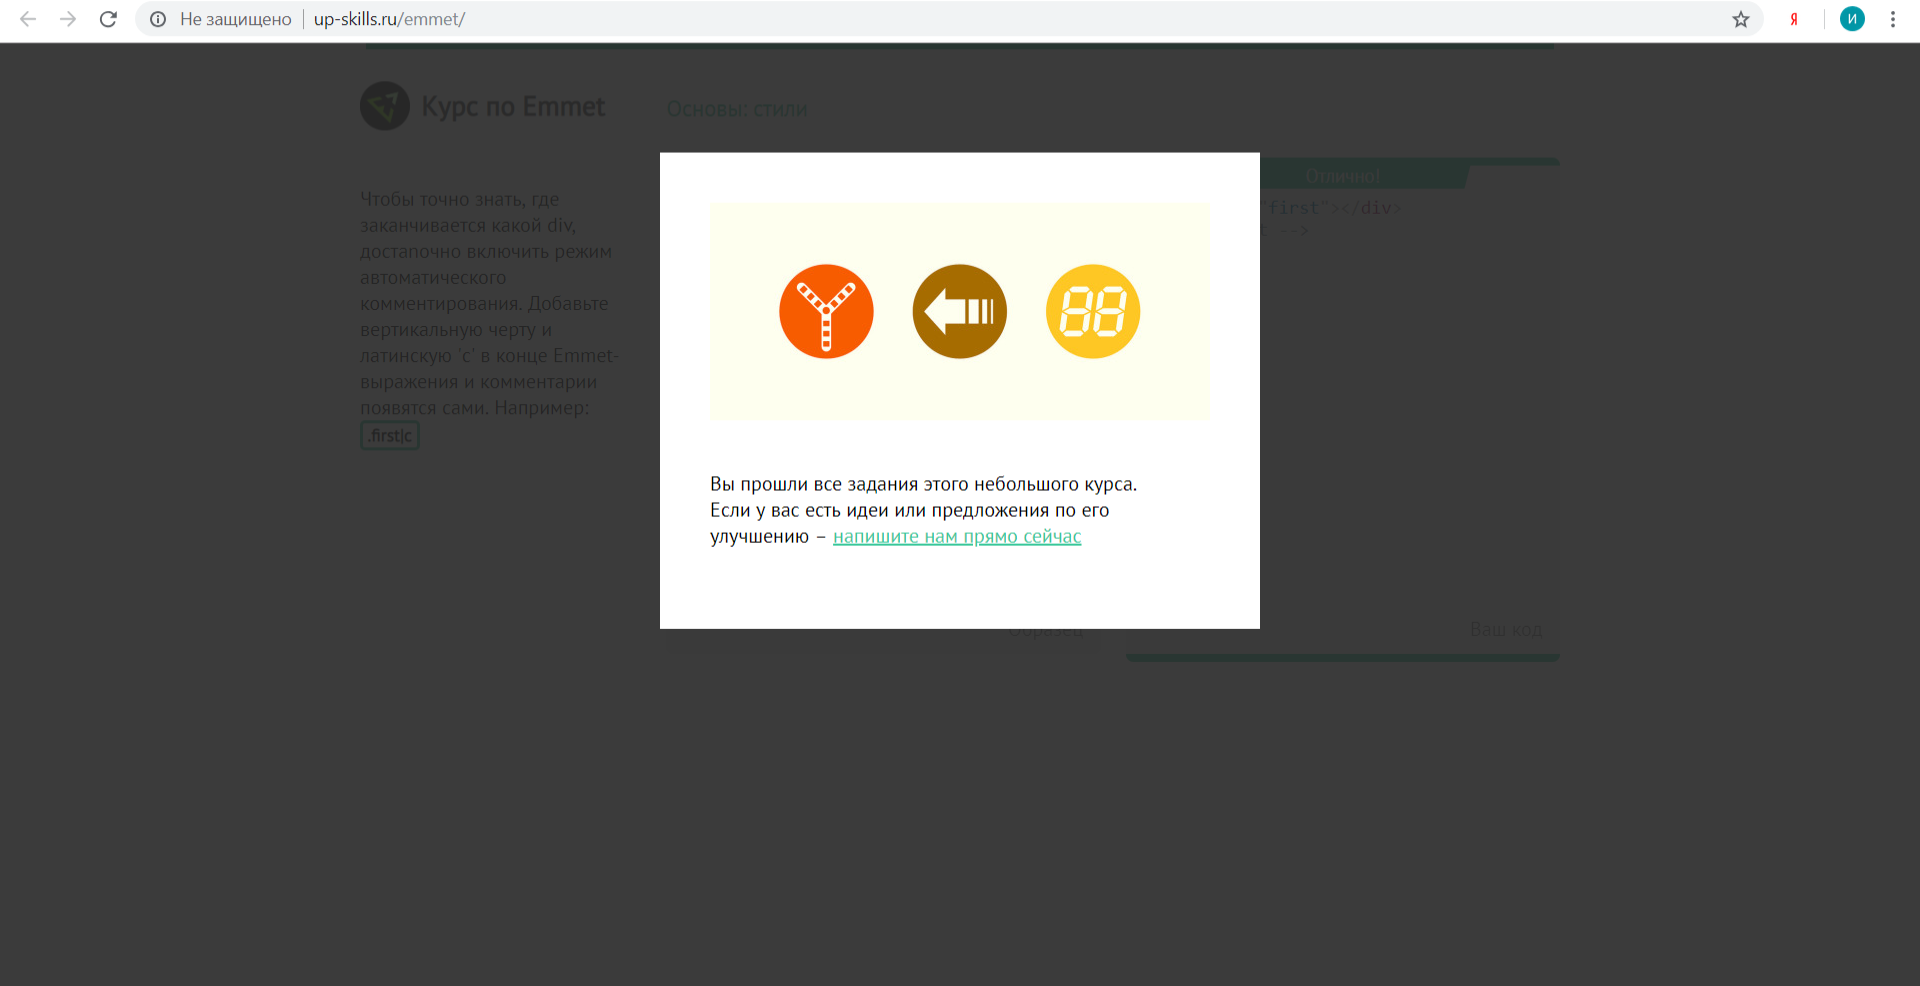 Не защищено
up-skills.ru/emmet/
Я
И
Курс по Emmet
Основы: стили
Чтобы точно знать, где
заканчивается какой div,
достапочно включить режим
автоматического
комментирования. Добавьте
вертикальную черту и
латинскую 'c' в конце Emmet-
выражения и комментарии
появятся сами. Например:
.first|c
Отлично!
"first"></div>
t -->
88
Вы прошли все задания этого небольшого курса.
Если у вас есть идеи или предложения по его
улучшению – напишите нам прямо сейчас
Образец
Ваш код